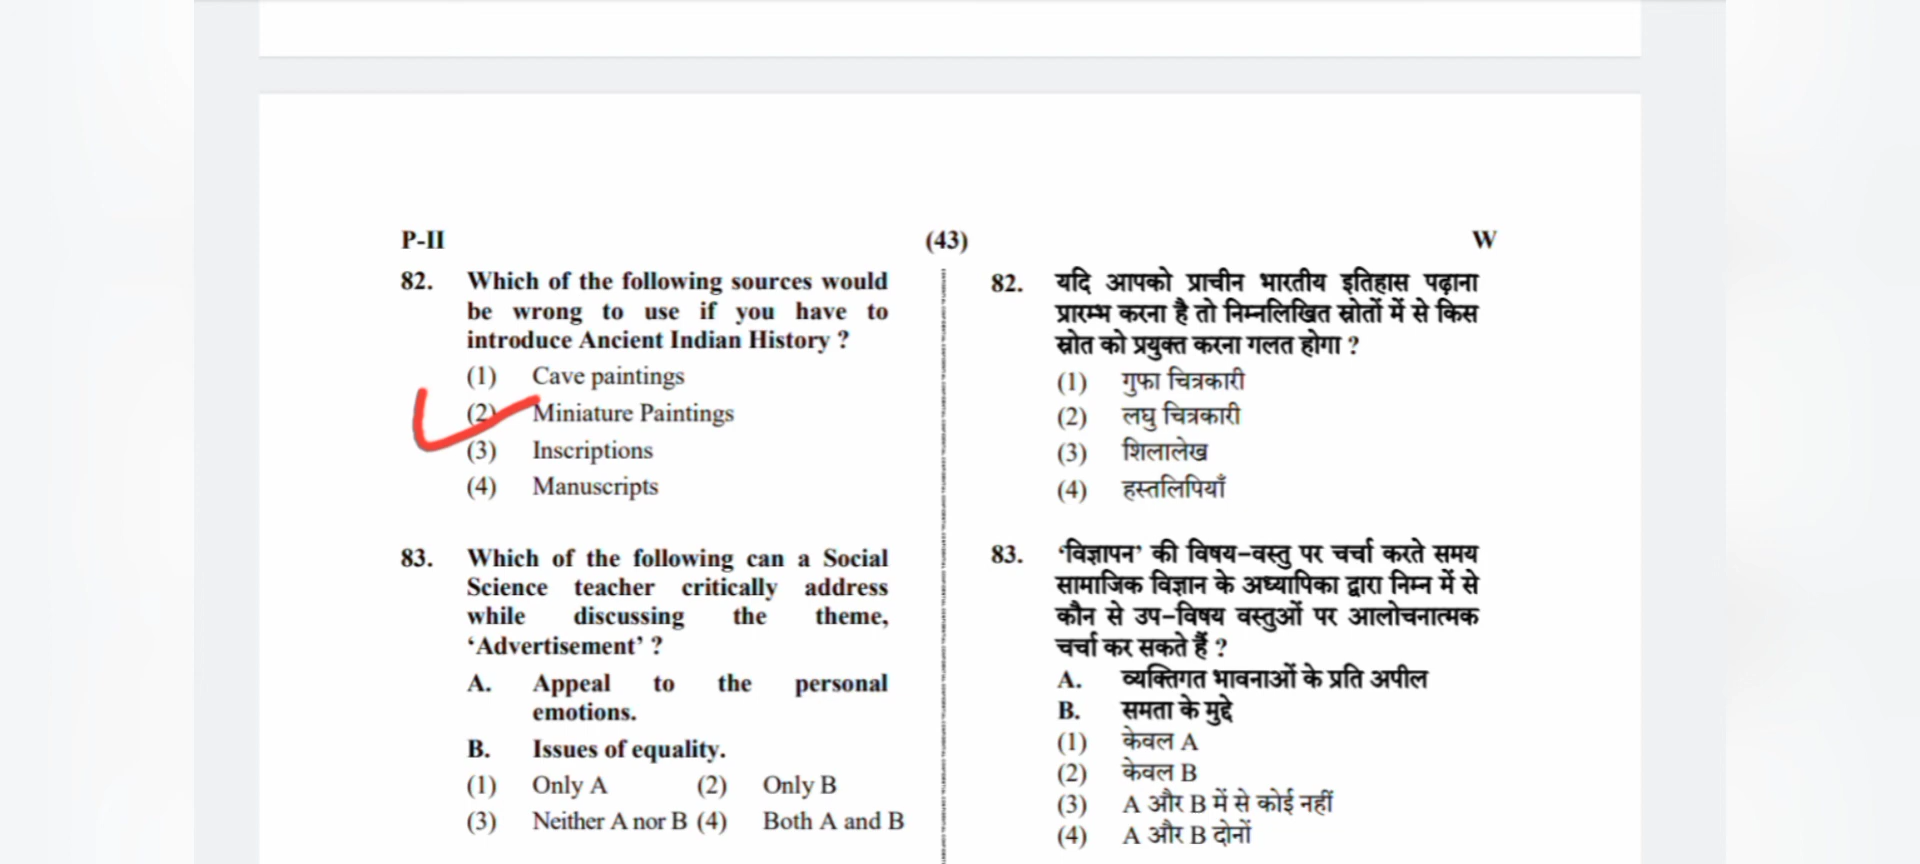 P-II (43) W
82. Which of the following sources would
be wrong to use if you have to
introduce Ancient Indian History ?
(1) Cave paintings
(2) Miniature Paintings
(3) Inscriptions
(4) Manuscripts
83. Which of the following can a Social
Science teacher critically address
while discussing the theme,
‘Advertisement’ ?
A. Appeal to the personal
emotions.
B. Issues of equality.
(1) Only A (2) Only B
(3) Neither A nor B (4) Both A and B
82. यदि आपको प्राचीन भारतीय इतिहास पढ़ाना
प्रारम्भ करना है तो निम्नलिखित स्रोतों में से किस
स्रोत को प्रयुक्त करना गलत होगा ?
(1) गुफा चित्रकारी
(2) लघु चित्रकारी
(3) शिलालेख
(4) हस्तलिपियाँ
83. ‘विज्ञापन’ की विषय-वस्तु पर चर्चा करते समय
सामाजिक विज्ञान के अध्यापिका द्वारा निम्न में से
कौन से उप-विषय वस्तुओं पर आलोचनात्मक
चर्चा कर सकते हैं ?
A. व्यक्तिगत भावनाओं के प्रति अपील
B. समता के मुद्दे
(1) केवल A
(2) केवल B
(3) A और B में से कोई नहीं
(4) A और B दोनों